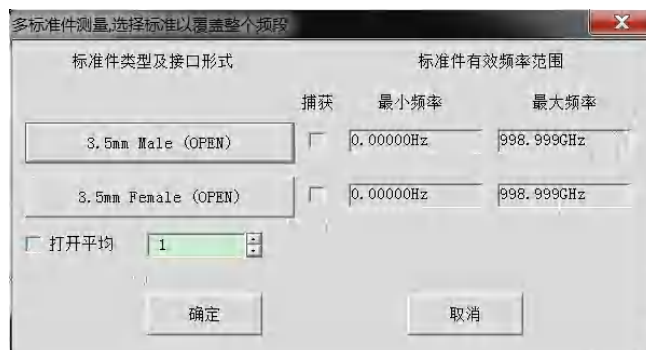 多标准件测量,选择标准以覆盖整个频段
标准件类型及接口形式 标准件有效频率范围
捕获 最小频率 最大频率
3.5mm Male (OPEN) 0.00000Hz 998.999GHz
3.5mm Female (OPEN) 0.00000Hz 998.999GHz
打开平均 1
确定 取消